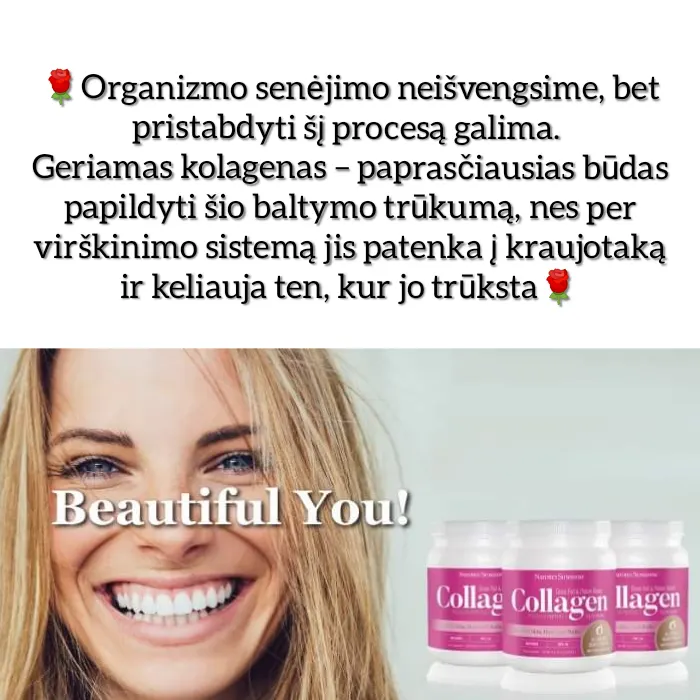 🌹Organizmo senėjimo neišvengsime, bet
pristabdyti šį procesą galima.
Geriamas kolagenas – paprasčiausias būdas
papildyti šio baltymo trūkumą, nes per
virškinimo sistemą jis patenka į kraujotaką
ir keliauja ten, kur jo trūksta🌹
Beautiful You!
Collag
Collagen
llagen